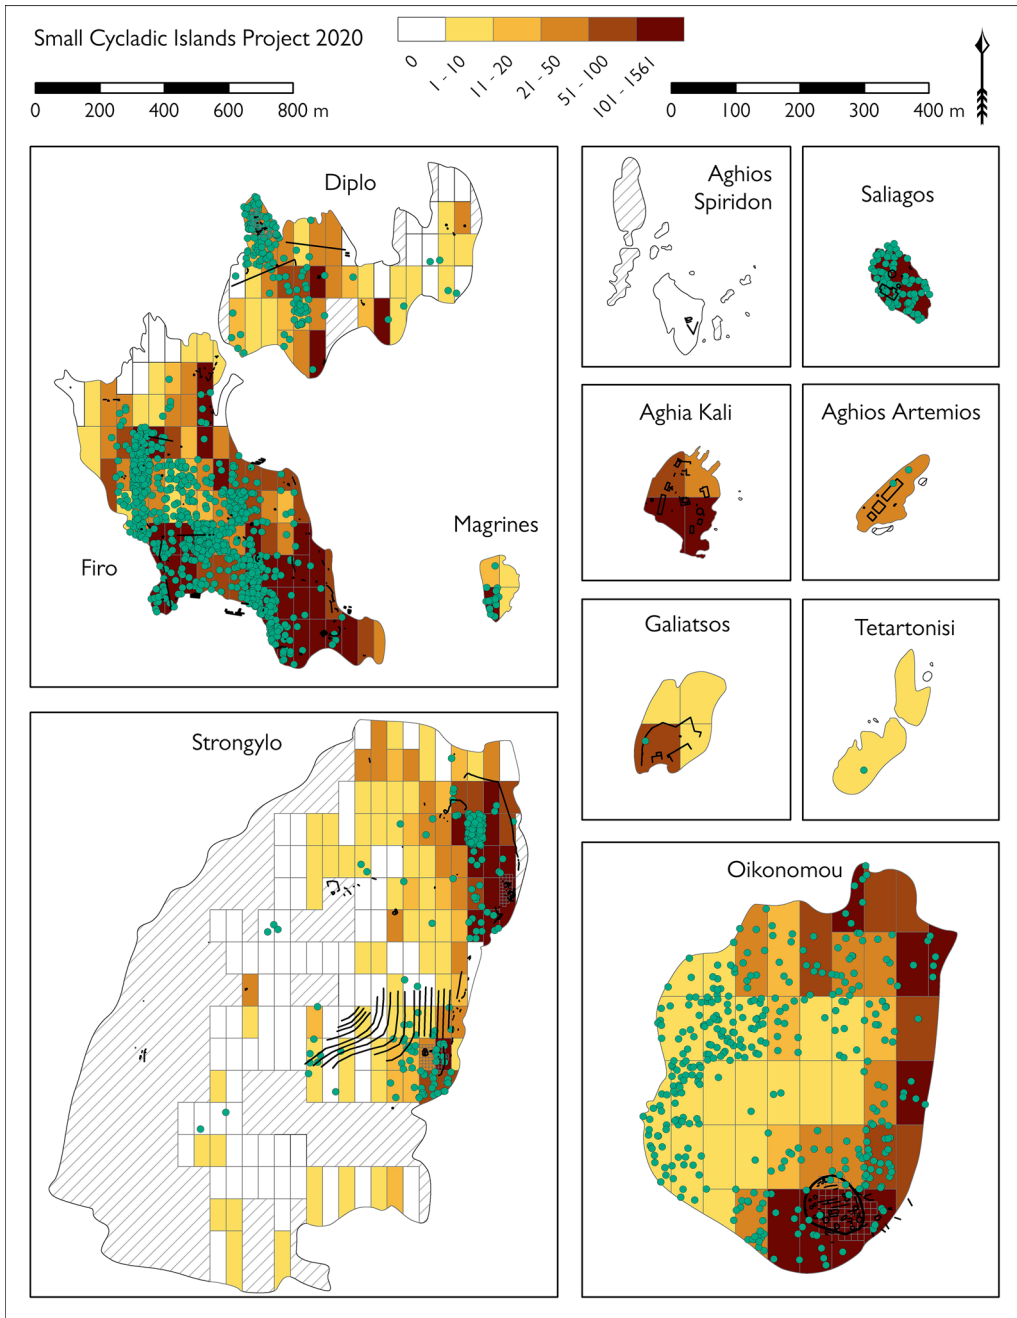 Small Cycladic Islands Project 2020
0
1 - 10
11 - 20
21 - 50
51 - 100
101 - 1561
0 200 400 600 800 m
0 100 200 300 400 m
Diplo
Firo
Magrines
Aghios
Spiridon
Saliagos
Aghia Kali
Aghios Artemios
Galiatsos
Tetartonisi
Strongylo
Oikonomou